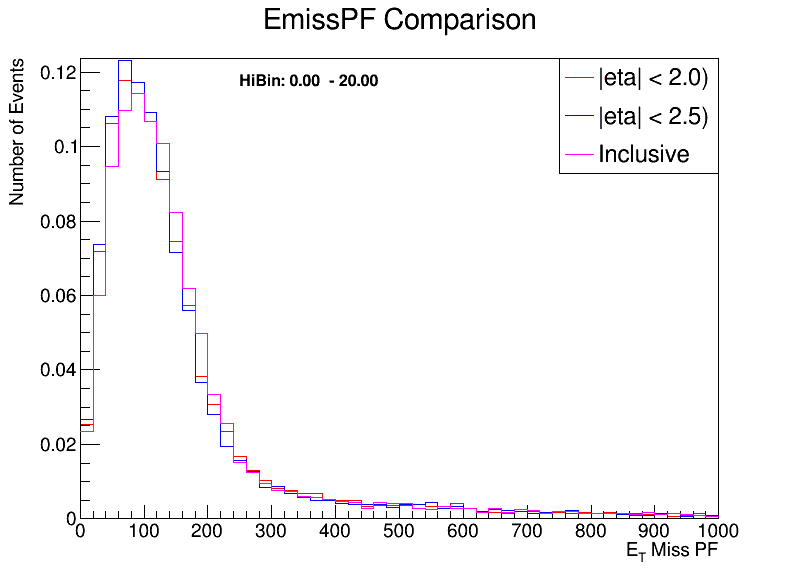 EmissPF Comparison
Number of Events
HiBin: 0.00 - 20.00
|eta| < 2.0)
|eta| < 2.5)
Inclusive
0.12
0.1
0.08
0.06
0.04
0.02
0
0 100 200 300 400 500 600 700 800 900 1000
E_T Miss PF